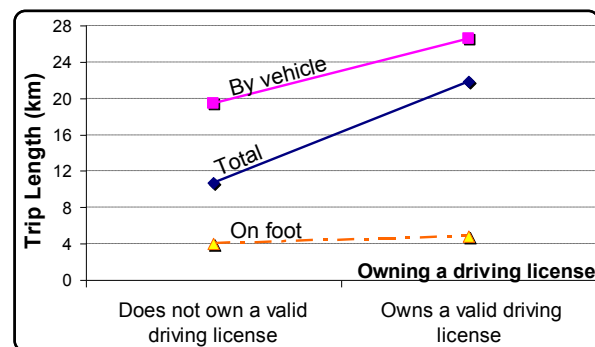 Trip Length (km)
28
24
20
16
12
8
4
0
By vehicle
Total
On foot
Owning a driving license
Does not own a valid
driving license
Owns a valid driving
license